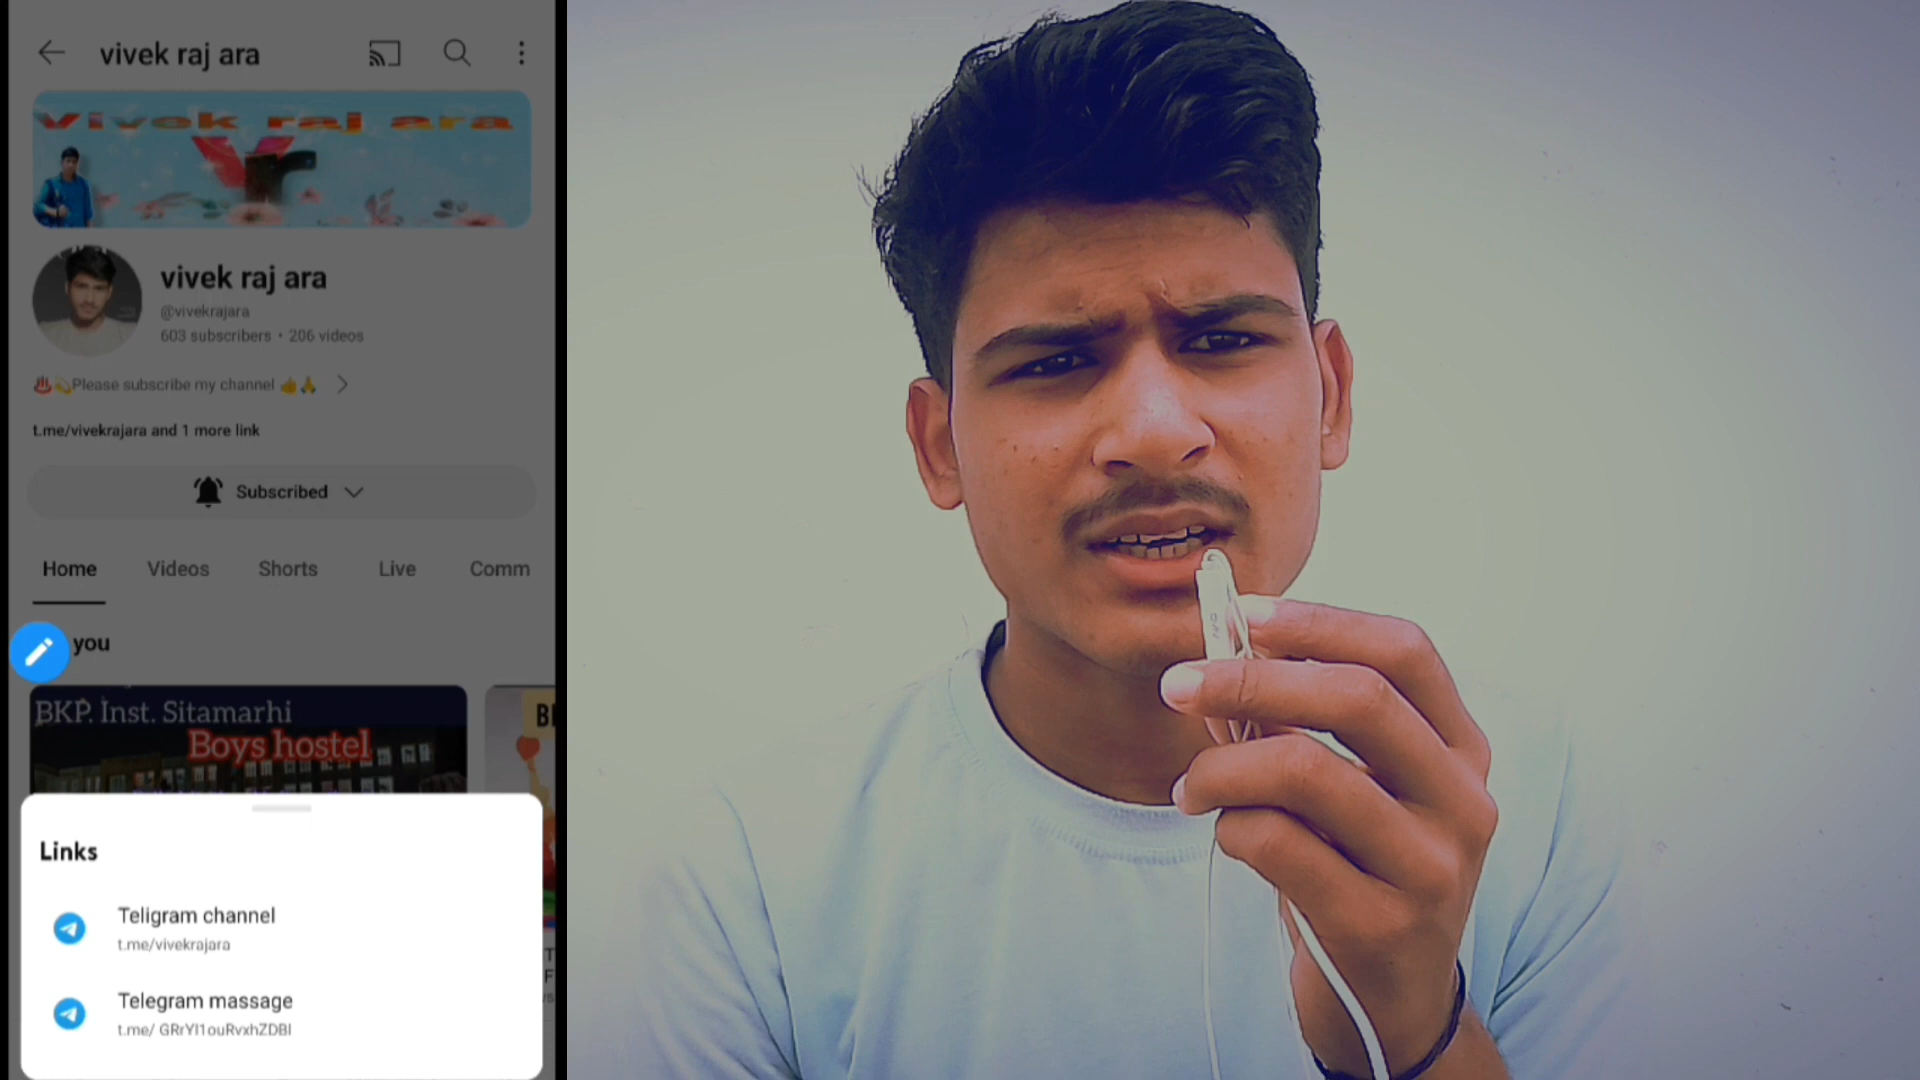 vivek raj ara
Vivek raj ara
Yr
vivek raj ara
@vivekrajara
603 subscribers • 206 videos
♨️💫Please subscribe my channel 👍🙏
t.me/vivekrajara and 1 more link
Subscribed
Home Videos Shorts Live Comm
you
BKP. Inst. Sitamarhi
Boys hostel
Links
Teligram channel
t.me/vivekrajara
Telegram massage